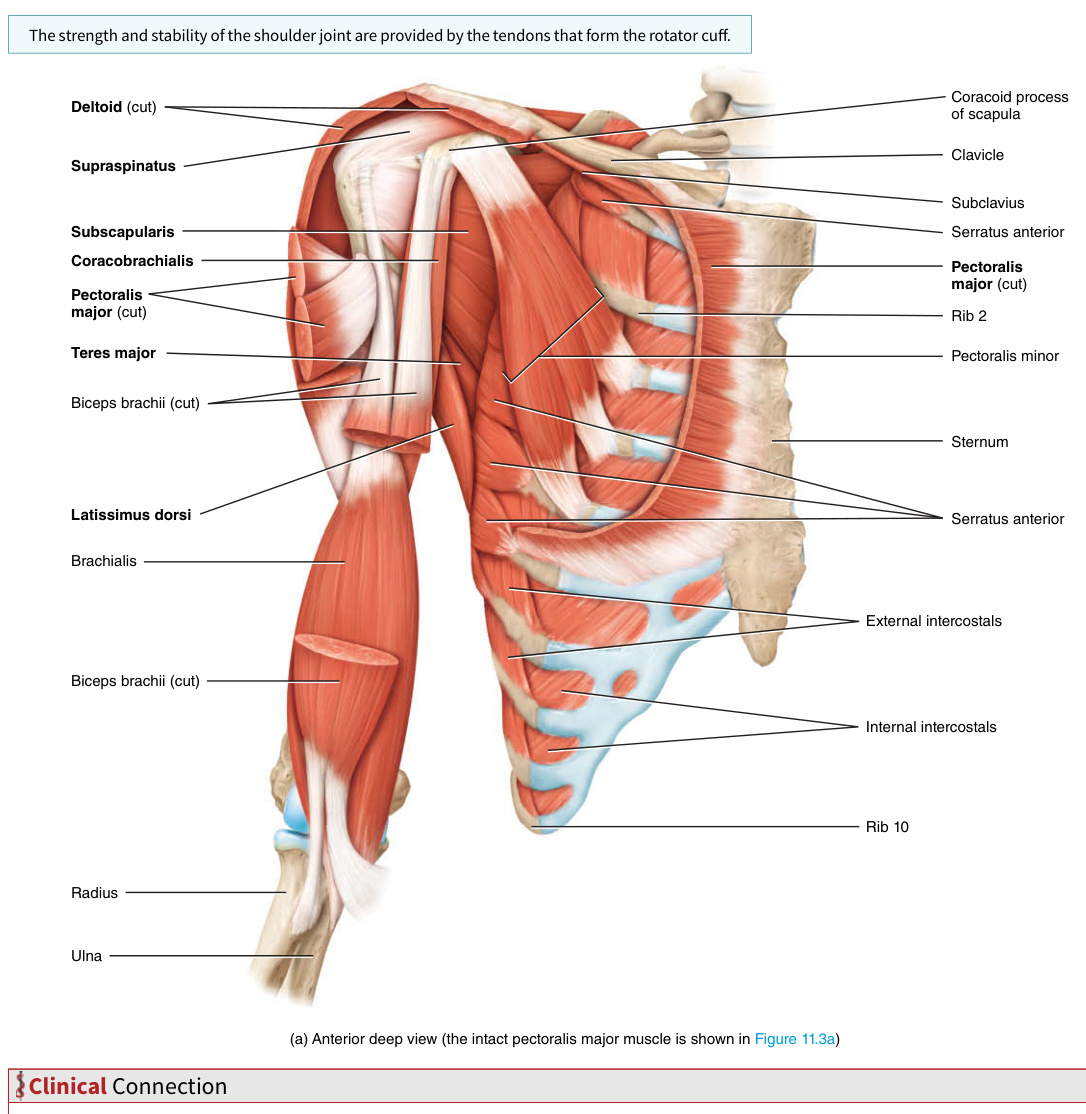 The strength and stability of the shoulder joint are provided by the tendons that form the rotator cuff.
Deltoid (cut)
Supraspinatus
Subscapularis
Coracobrachialis
Pectoralis
major (cut)
Teres major
Biceps brachii (cut)
Latissimus dorsi
Brachialis
Biceps brachii (cut)
Radius
Ulna
Coracoid process
of scapula
Clavicle
Subclavius
Serratus anterior
Pectoralis
major (cut)
Rib 2
Pectoralis minor
Sternum
Serratus anterior
External intercostals
Internal intercostals
Rib 10
(a) Anterior deep view (the intact pectoralis major muscle is shown in Figure 11.3a)
Clinical Connection